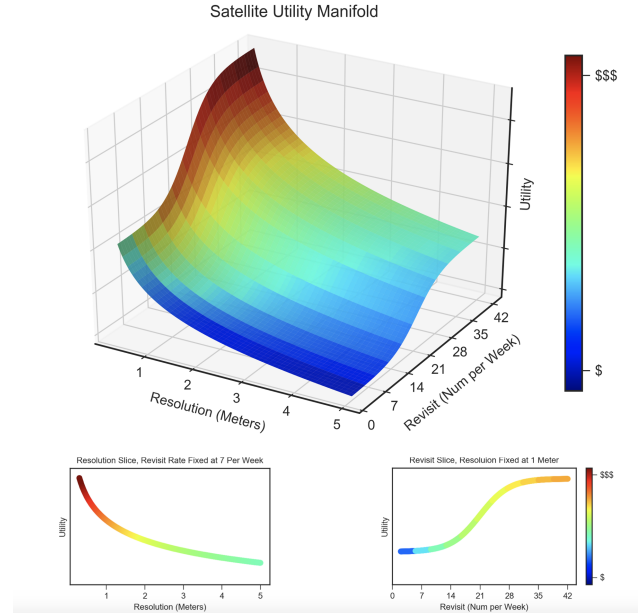 Satellite Utility Manifold
$$$
Utility
$
1
2
3
4
5
Resolution (Meters)
0
7
14
21
28
35
42
Revisit (Num per Week)
Resolution Slice, Revisit Rate Fixed at 7 Per Week
Utility
1 2 3 4 5
Resolution (Meters)
Revisit Slice, Resoluion Fixed at 1 Meter
Utility
0 7 14 21 28 35 42
Revisit (Num per Week)
$$$
$